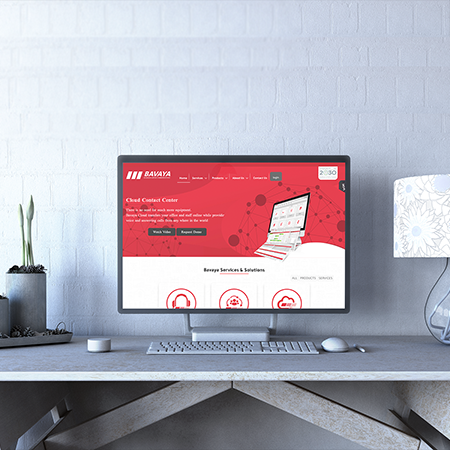 BAVAYA
Home Services Products About Us Contact Us
2030
Cloud Contact Center
There is no need for much more equipment.
Bavaya Cloud travelers your office and staff online while provide
voice and answering calls from any where in the world
Watch Video Request Demo
Bavaya Services & Solutions
ALL PRODUCTS SERVICES